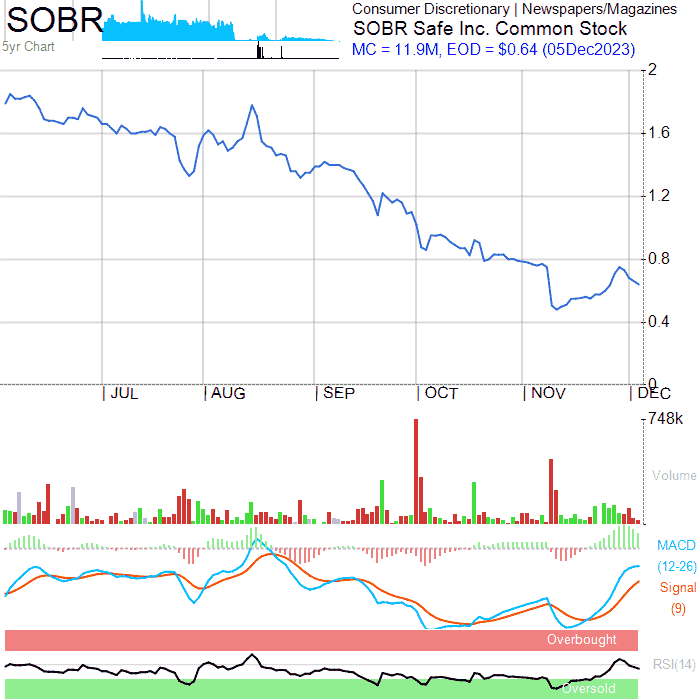 SOBR
5yr Chart
Consumer Discretionary | Newspapers/Magazines
SOBR Safe Inc. Common Stock
MC = 11.9M, EOD = $0.64 (05Dec2023)
2
1.6
1.2
0.8
0.4
0
| JUL | AUG | SEP | OCT | NOV | DEC
748k
Volume
MACD
(12-26)
Signal
(9)
Overbought
RSI(14)
Oversold